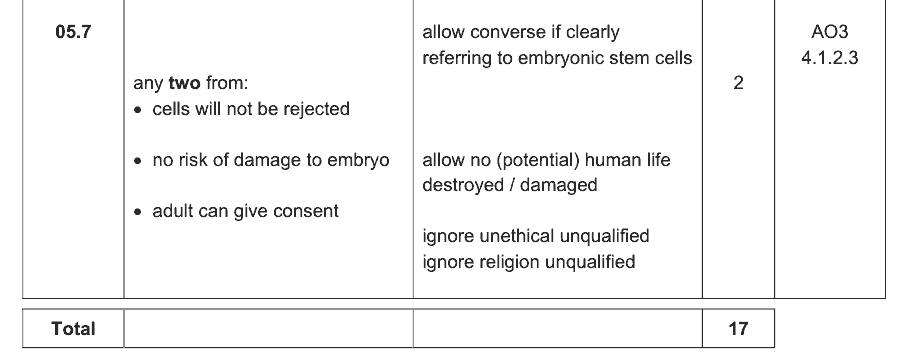 05.7
allow converse if clearly
referring to embryonic stem cells
AO3
4.1.2.3
any two from:
2
• cells will not be rejected
• no risk of damage to embryo
allow no (potential) human life
destroyed / damaged
• adult can give consent
ignore unethical unqualified
ignore religion unqualified
Total
17